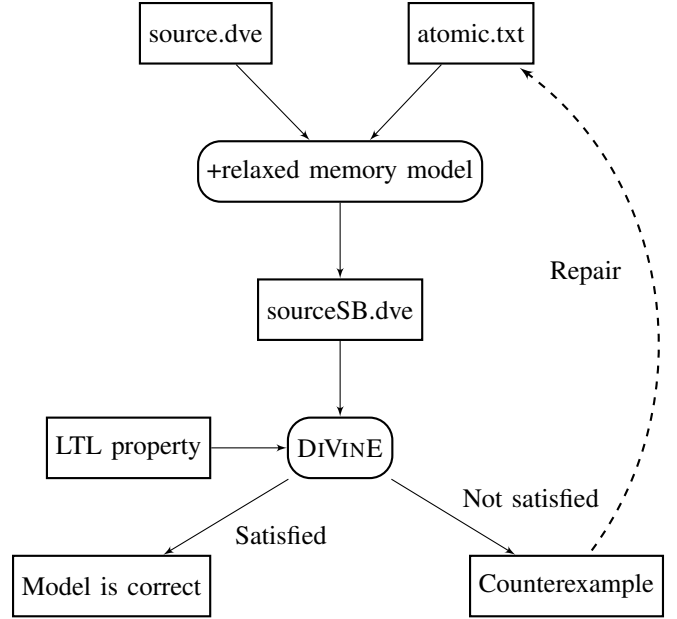 source.dve
atomic.txt
+relaxed memory model
Repair
sourceSB.dve
LTL property
DIVINE
Not satisfied
Satisfied
Model is correct
Counterexample